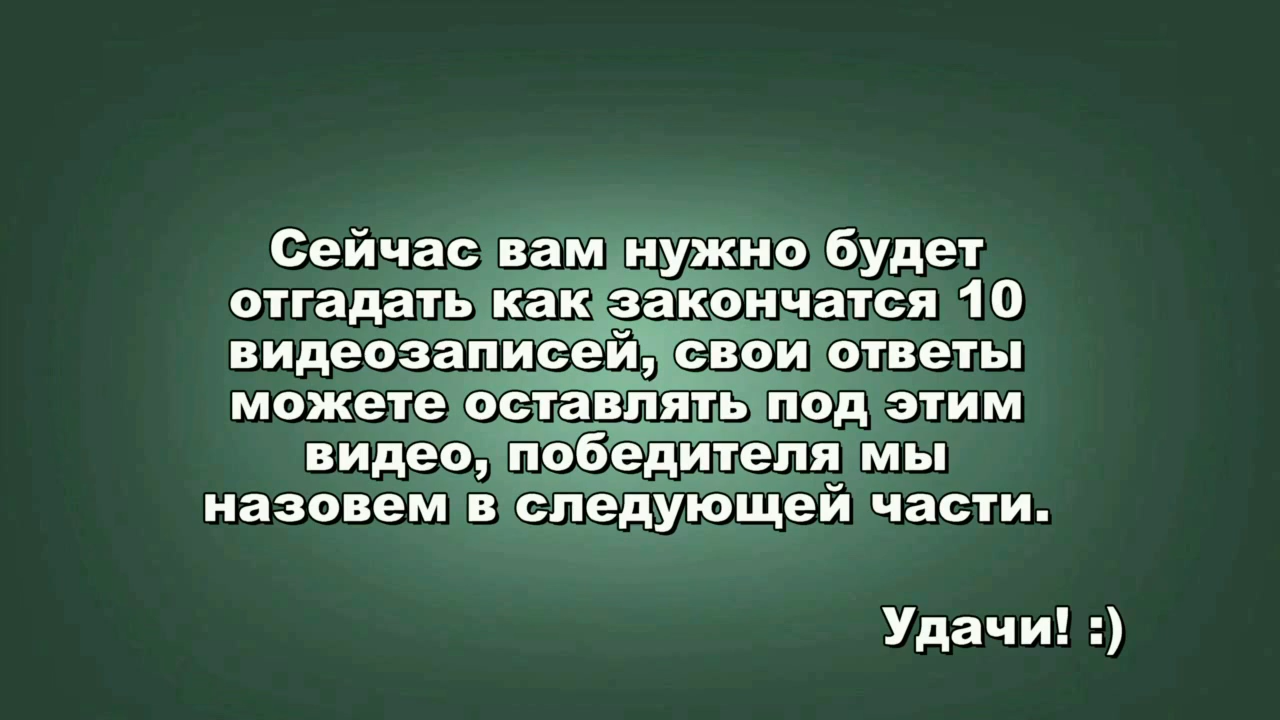 Сейчас вам нужно будет
отгадать как закончатся 10
видеозаписей, свои ответы
можете оставлять под этим
видео, победителя мы
назовем в следующей части.
Удачи! :)